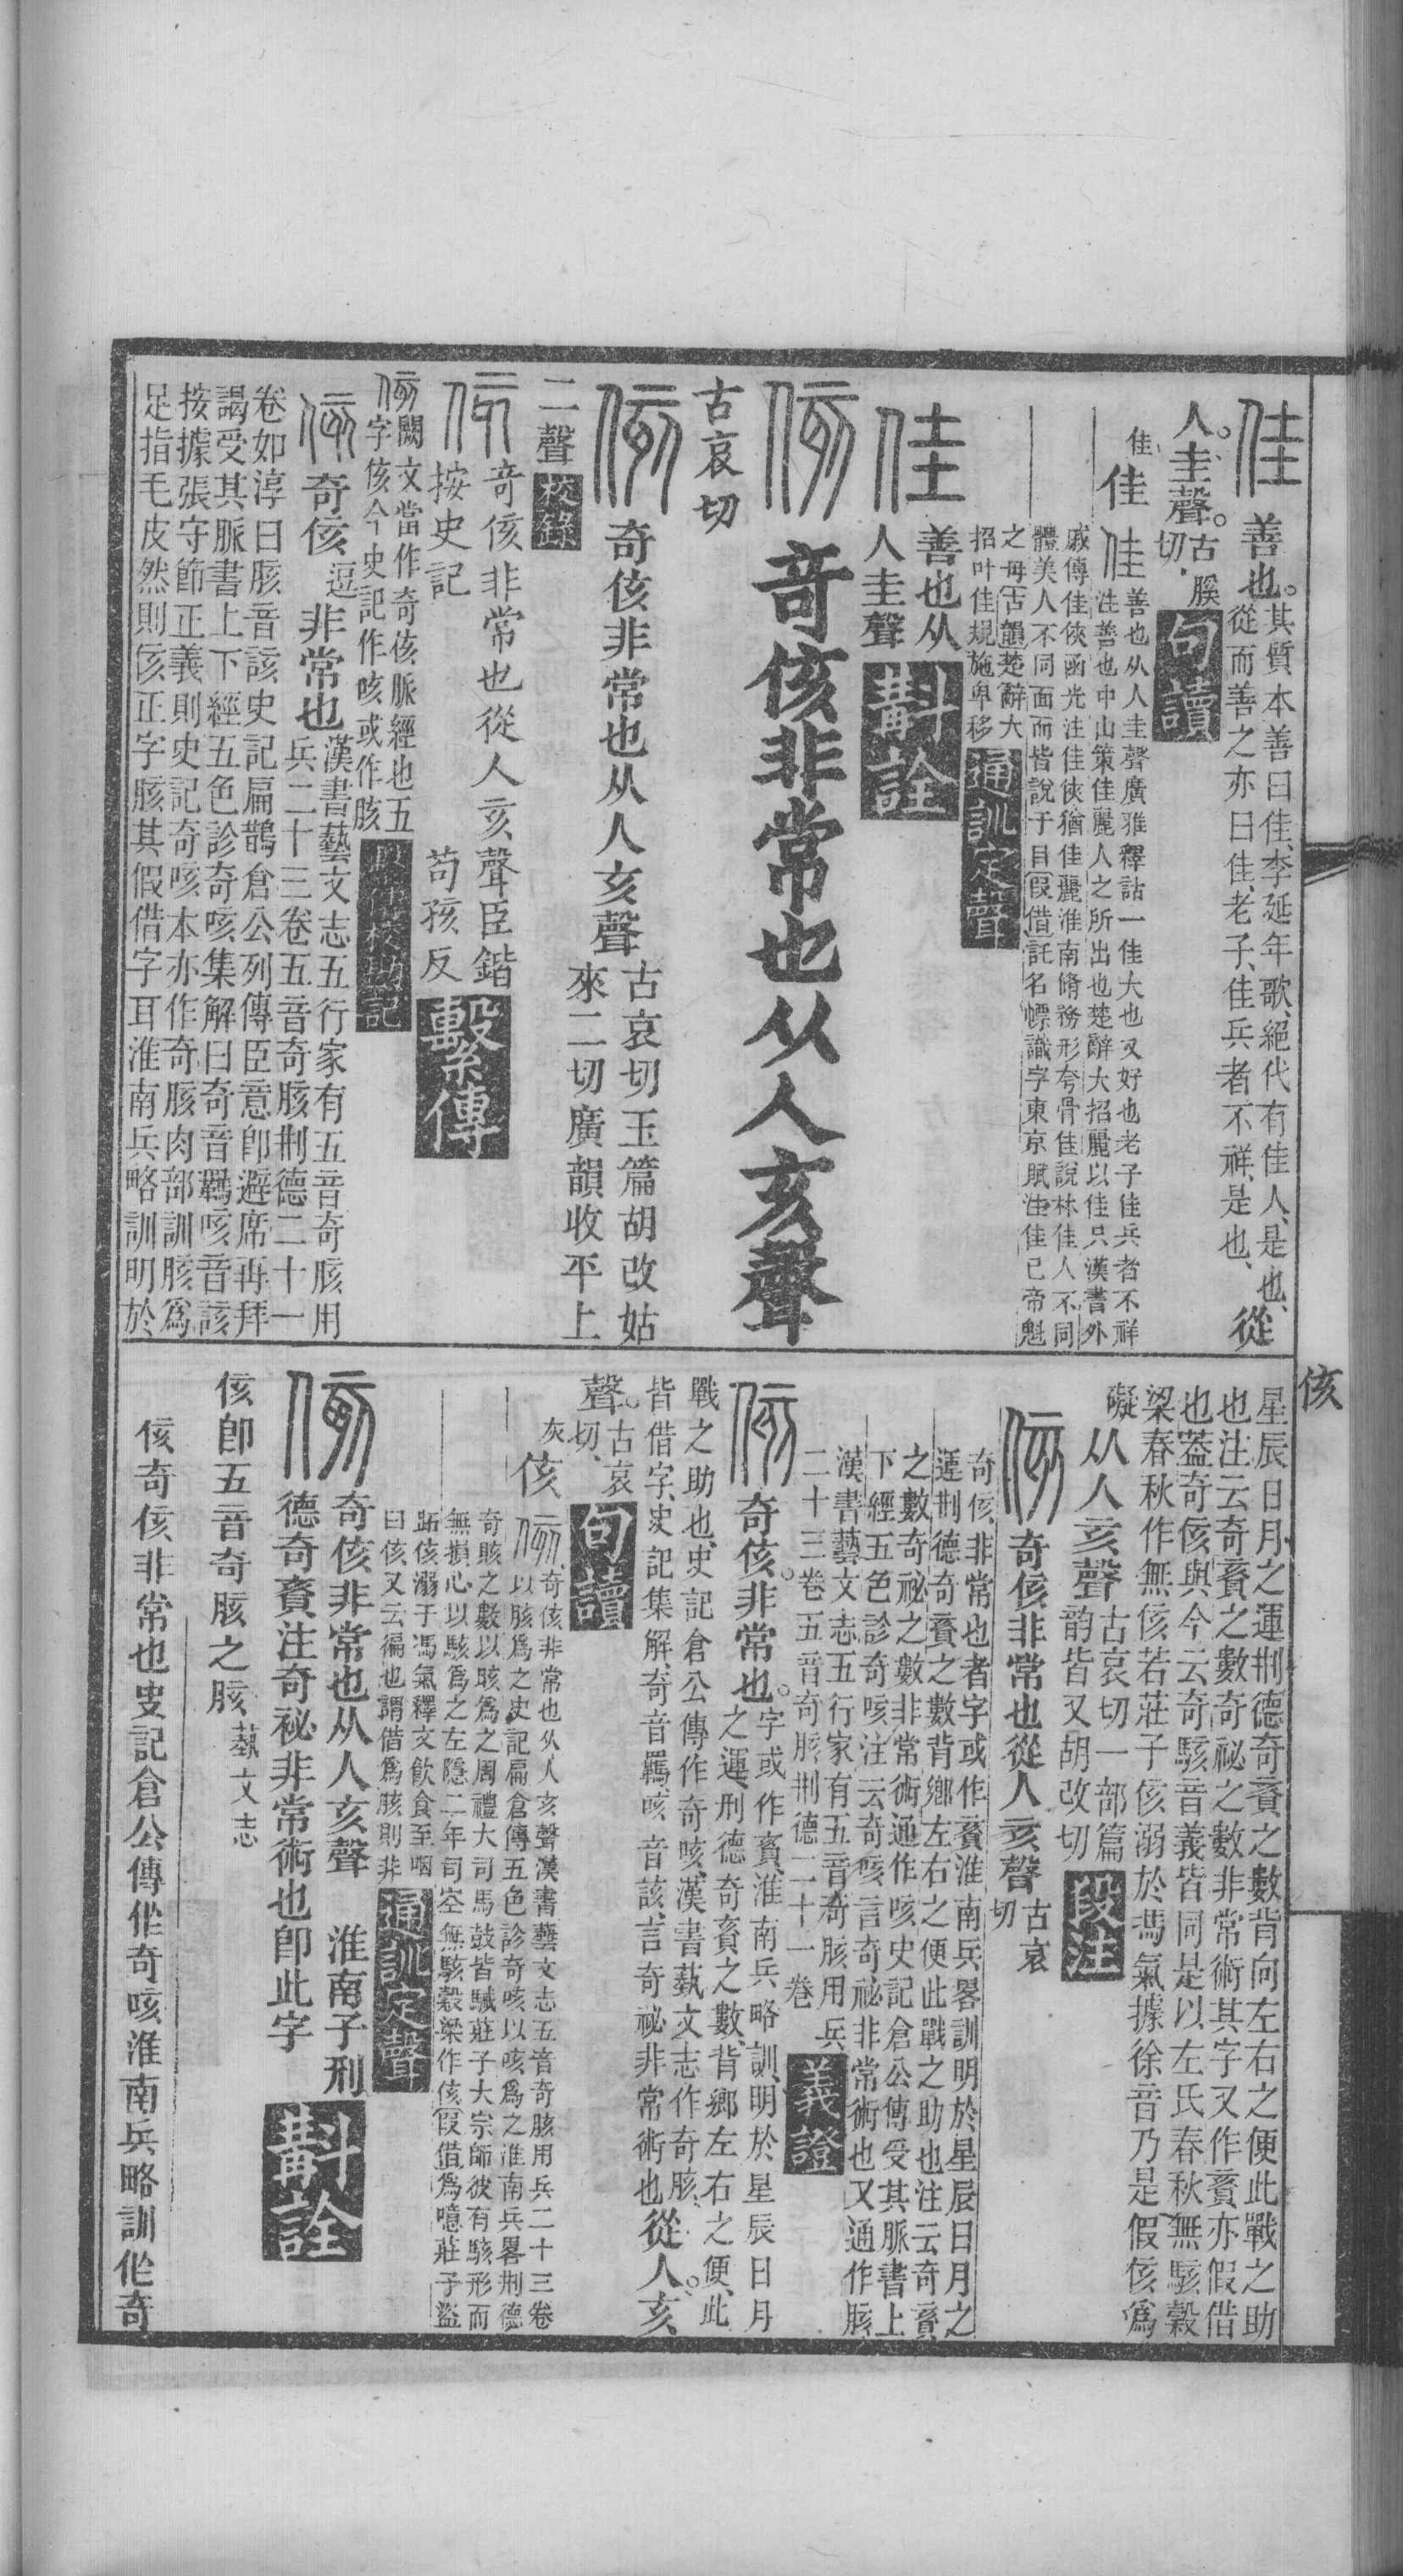 佳 善也。其質本善曰佳、李延年歌、絕代有佳人、是也、
從而善之亦曰佳、老子、佳兵者、不祥、是也、從
人。圭聲。古膎
切 句讀
佳 佳 佳 善也从人圭聲廣雅釋詁一佳大也又好也老子佳兵者不祥
注善也中山策佳麗人之所出也楚辭大招麗以佳只漢書外
戚傳佳俠函光注佳俠猶佳麗淮南脩務形夸骨佳說林佳人不同
體美人不同面而皆說于目假借託名幖識字東京賦注佳已帝魁
之毋古韻楚辭大
招叶佳規施卑移 通訓定聲
佳 善也从
人圭聲 斠詮
侅 奇侅非常也从人亥聲
古哀切
侅 奇侅非常也从人亥聲 古哀切玉篇胡改姑
來二切廣韻收平上
二聲 校錄
侅 奇侅非常也從人亥聲臣鍇
按史記 苟孩反 繫傳
侅 闕文當作奇侅脈經也五
字侅今史記作咳或作胲 段鈔校勘記
侅 奇侅 逗 非常也 漢書藝文志五行家有五音奇胲用
兵二十三卷五音奇胲刑德二十一
卷如淳曰胲音該史記扁鵲倉公列傳臣意卽避席再拜
謁受其脈書上下經五色診奇咳集解曰奇音羈咳音該
按據張守節正義則史記奇咳本亦作奇胲肉部訓胲爲
足指毛皮然則侅正字胲其假借字耳淮南兵略訓明於
侅
星辰日月之運刑德奇賌之數背向左右之便此戰之助
也注云奇賌之數奇祕之數非常術其字又作賌亦假借
也葢奇侅與今云奇駭音義皆同是以左氏春秋無駭穀
梁春秋作無侅若莊子侅溺於馮氣據徐音乃是假侅爲
礙 从人亥聲 古哀切一部篇
韵皆又胡改切 段注
侅 奇侅非常也從人亥聲 古哀
切
奇侅非常也者字或作賌淮南兵畧訓明於星辰日月之
運刑德奇賌之數背鄉左右之便此戰之助也注云奇賌
之數奇祕之數非常術通作咳史記倉公傳受其脈書上
下經五色診奇咳注云奇咳言奇祕非常術也又通作胲
漢書藝文志五行家有五音奇胲用兵
二十三卷五音奇胲刑德二十一卷 義證
侅 奇侅。非常也。字或作賌、淮南兵略訓、明於星辰日月
之運、刑德奇賌之數、背鄉左右之便、此
戰之助也、史記倉公傳作奇咳、漢書蓺文志作奇胲、
皆借字、史記集解、奇音羈、咳音該、言奇祕非常術也 從人。亥
聲。古哀
切、 句讀
灰 侅 侅 奇侅非常也从人亥聲漢書藝文志五音奇胲用兵二十三卷
以胲爲之史記扁倉傳五色診奇咳以咳爲之淮南兵畧刑德
奇賅之數以賅爲之周禮大司馬鼓皆駴莊子大宗師彼有駭形而
無損心以駭爲之左隱二年司空無駭穀梁作侅假借爲噫莊子盜
跖侅溺于馮氣釋文飲食至咽
曰侅又云徧也謂借爲胲則非 通訓定聲
侅 奇侅非常也从人亥聲 淮南子刑
德奇賌注奇祕非常術也卽此字 斠詮
侅卽五音奇胲之胲 蓺文志
侅奇侅非常也史記倉公傳作奇咳淮南兵略訓作奇